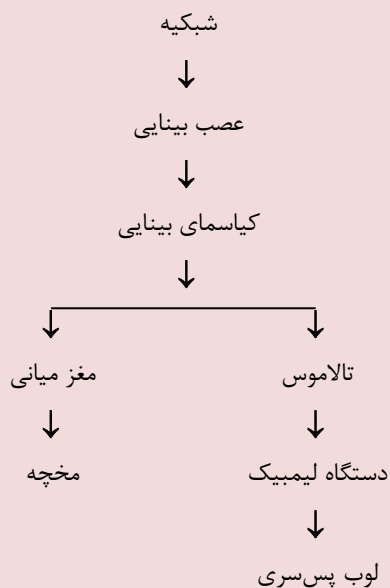 شبکیه
عصب بینایی
کیاسمای بینایی
تالاموس
مغز میانی
دستگاه لیمبیک
مخچه
لوب پس‌سری